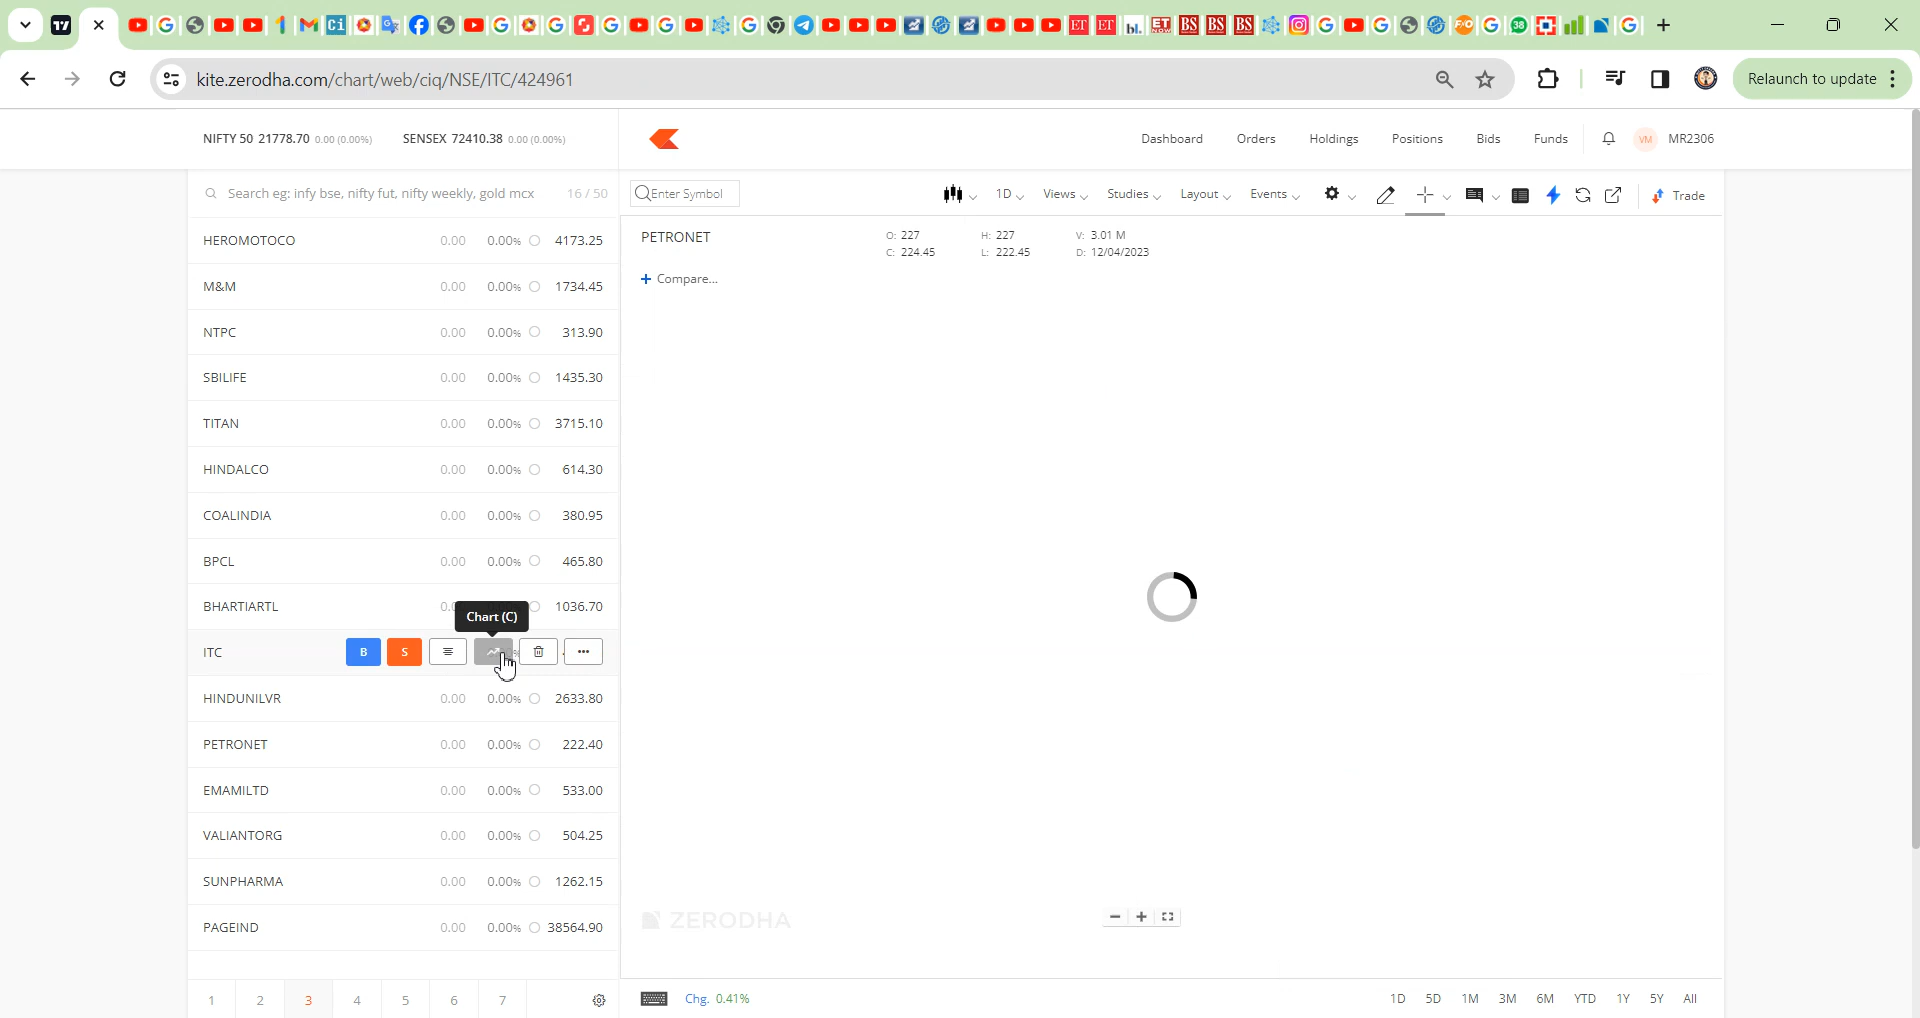 kite.zerodha.com/chart/web/ciq/NSE/ITC/424961
Relaunch to update
NIFTY 50 21778.70 0.00 (0.00%) SENSEX 72410.38 0.00 (0.00%)
Dashboard Orders Holdings Positions Bids Funds VM MR2306
Search eg: infy bse, nifty fut, nifty weekly, gold mcx 16 / 50
Enter Symbol 1D Views Studies Layout Events Trade
HEROMOTOCO 0.00 0.00% 4173.25
PETRONET
O: 227 H: 227 V: 3.01 M
C: 224.45 L: 222.45 D: 12/04/2023
+ Compare...
M&M 0.00 0.00% 1734.45
NTPC 0.00 0.00% 313.90
SBILIFE 0.00 0.00% 1435.30
TITAN 0.00 0.00% 3715.10
HINDALCO 0.00 0.00% 614.30
COALINDIA 0.00 0.00% 380.95
BPCL 0.00 0.00% 465.80
BHARTIARTL 1036.70
Chart (C)
ITC B S
HINDUNILVR 0.00 0.00% 2633.80
PETRONET 0.00 0.00% 222.40
EMAMILTD 0.00 0.00% 533.00
VALIANTORG 0.00 0.00% 504.25
SUNPHARMA 0.00 0.00% 1262.15
PAGEIND 0.00 0.00% 38564.90
ZERODHA
1 2 3 4 5 6 7
Chg. 0.41%
1D 5D 1M 3M 6M YTD 1Y 5Y All